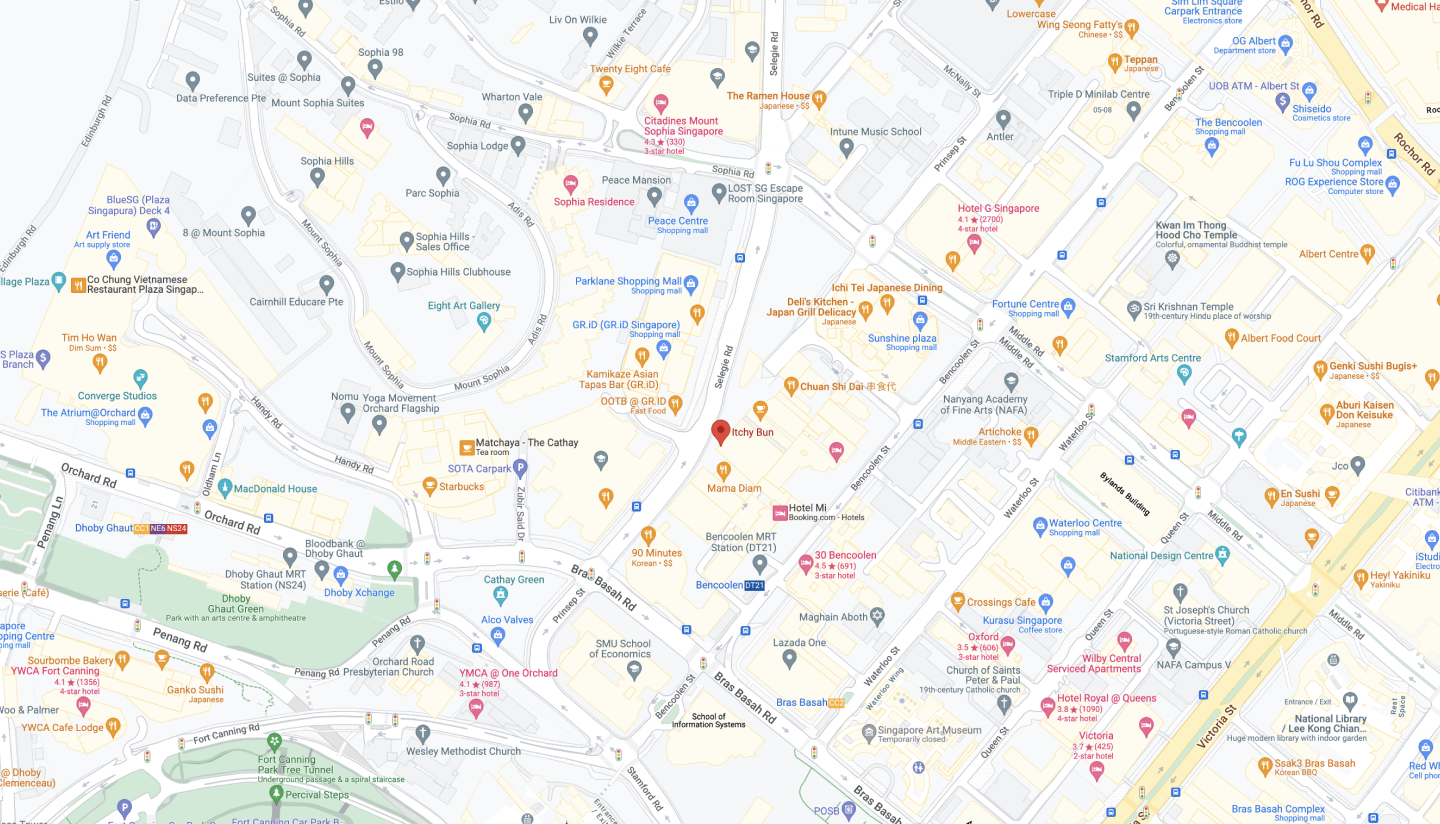 Estilo
Liv On Wilkie
Wilkie Terrace
Selegie Rd
Lowercase
Wing Seong Fatty's
Chinese • $$
Sim Lim Square
Carpark Entrance
Electronics store
Medical Ha
Sophia Rd
Sophia 98
Suites @ Sophia
Data Preference Pte
Mount Sophia Suites
Twenty Eight Cafe
The Ramen House
Japanese • $$
McNally St
Teppan
Japanese
OG Albert
Department store
UOB ATM - Albert St
Shiseido
Cosmetics store
Triple D Minilab Centre
05-08
Bencoolen St
The Bencoolen
Shopping mall
Rochor Rd
Edinburgh Rd
Wharton Vale
Sophia Rd
Sophia Lodge
Citadines Mount
Sophia Singapore
4.3 ★ (330)
3-star hotel
Intune Music School
Antler
Prinsep St
Fu Lu Shou Complex
Shopping mall
ROG Experience Store
Computer store
Sophia Hills
Parc Sophia
Sophia Rd
Peace Mansion
LOST SG Escape
Room Singapore
Sophia Residence
Peace Centre
Shopping mall
BlueSG (Plaza
Singapura) Deck 4
8 @ Mount Sophia
Mount Sophia
Adis Rd
Hotel G Singapore
4.1 ★ (2700)
4-star hotel
Kwan Im Thong
Hood Cho Temple
Colorful, ornamental Buddhist temple
Albert Centre
Edinburgh Rd
Art Friend
Art supply store
Sophia Hills -
Sales Office
Sophia Hills Clubhouse
llage Plaza
Co Chung Vietnamese
Restaurant Plaza Singap...
Cairnhill Educare Pte
Eight Art Gallery
Adis Rd
Parklane Shopping Mall
Shopping mall
Ichi Tei Japanese Dining
Deli's Kitchen -
Japan Grill Delicacy
Japanese
Fortune Centre
Shopping mall
Sri Krishnan Temple
19th-century Hindu place of worship
GR.iD (GR.iD Singapore)
Shopping mall
Sunshine plaza
Shopping mall
Middle Rd
Middle Rd
Albert Food Court
Tim Ho Wan
Dim Sum • $$
S Plaza
Branch
Mount Sophia
Mount Sophia
Kamikaze Asian
Tapas Bar (GR.iD)
Selegie Rd
Bencoolen St
Stamford Arts Centre
Genki Sushi Bugis+
Japanese • $$
Converge Studios
The Atrium@Orchard
Shopping mall
Handy Rd
Nomu
Yoga Movement
Orchard Flagship
OOTB @ GR.ID
Fast Food
Chuan Shi Dai 串食代
Nanyang Academy
of Fine Arts (NAFA)
Aburi Kaisen
Don Keisuke
Japanese
Itchy Bun
Artichoke
Middle Eastern • $$
Waterloo St
Matchaya - The Cathay
Tea room
Handy Rd
SOTA Carpark
Mama Diam
Bencoolen St
Bylands Building
Jco
Orchard Rd
Oldham Ln
MacDonald House
Starbucks
Zubir Said Dr
Hotel Mi
Booking.com - Hotels
Waterloo St
En Sushi
Japanese
Citibank
ATM -
Penang Ln
21
Orchard Rd
Dhoby Ghaut CC1 NE6 NS24
Bencoolen MRT
Station (DT21)
Waterloo Centre
Shopping mall
Queen St
Middle Rd
Bloodbank @
Dhoby Ghaut
90 Minutes
Korean • $$
30 Bencoolen
4.5 ★ (691)
3-star hotel
National Design Centre
iStudi
Electro
Dhoby Ghaut MRT
Station (NS24)
Dhoby Xchange
Cathay Green
Bras Basah Rd
Bencoolen DT21
Hey! Yakiniku
Yakiniku
serie (Café)
Dhoby
Ghaut Green
Park with an arts centre & amphitheatre
Prinsep St
Crossings Cafe
Kurasu Singapore
Coffee store
St Joseph's Church
(Victoria Street)
Portuguese-style Roman Catholic church
Middle Rd
apore
pping Centre
mall
Penang Rd
Penang Rd
Alco Valves
Maghain Aboth
Queen St
Orchard Road
Presbyterian Church
SMU School
of Economics
Lazada One
Oxford
3.5 ★ (606)
3-star hotel
Wilby Central
Serviced Apartments
NAFA Campus V
Sourbombe Bakery
YWCA Fort Canning
4.1 ★ (1356)
4-star hotel
Ganko Sushi
Japanese
Penang Rd
YMCA @ One Orchard
4.1 ★ (987)
3-star hotel
Waterloo St
Waterloo Wing
Church of Saints
Peter & Paul
19th-century Catholic church
Hotel Royal @ Queens
3.8 ★ (1090)
4-star hotel
Bencoolen St
Bras Basah Rd
Bras Basah CC2
Entrance / Exit
Rest
Space
Woo & Palmer
YWCA Cafe Lodge
Fort Canning Rd
School of
Information Systems
Singapore Art Museum
Temporarily closed
Queen St
Victoria
3.7 ★ (425)
2-star hotel
Victoria St
National Library
Lee Kong Chian...
Huge modern library with indoor garden
Wesley Methodist Church
Fort Canning
Park Tree Tunnel
Underground passage & a spiral staircase
Percival Steps
@ Dhoby
Clemenceau)
Stamford Rd
Ssak3 Bras Basah
Korean BBQ
Red Wh
Cell phon
POSB
Bras Basah Rd
Bras Basah Complex
Shopping mall
Fort Canning Car Park B